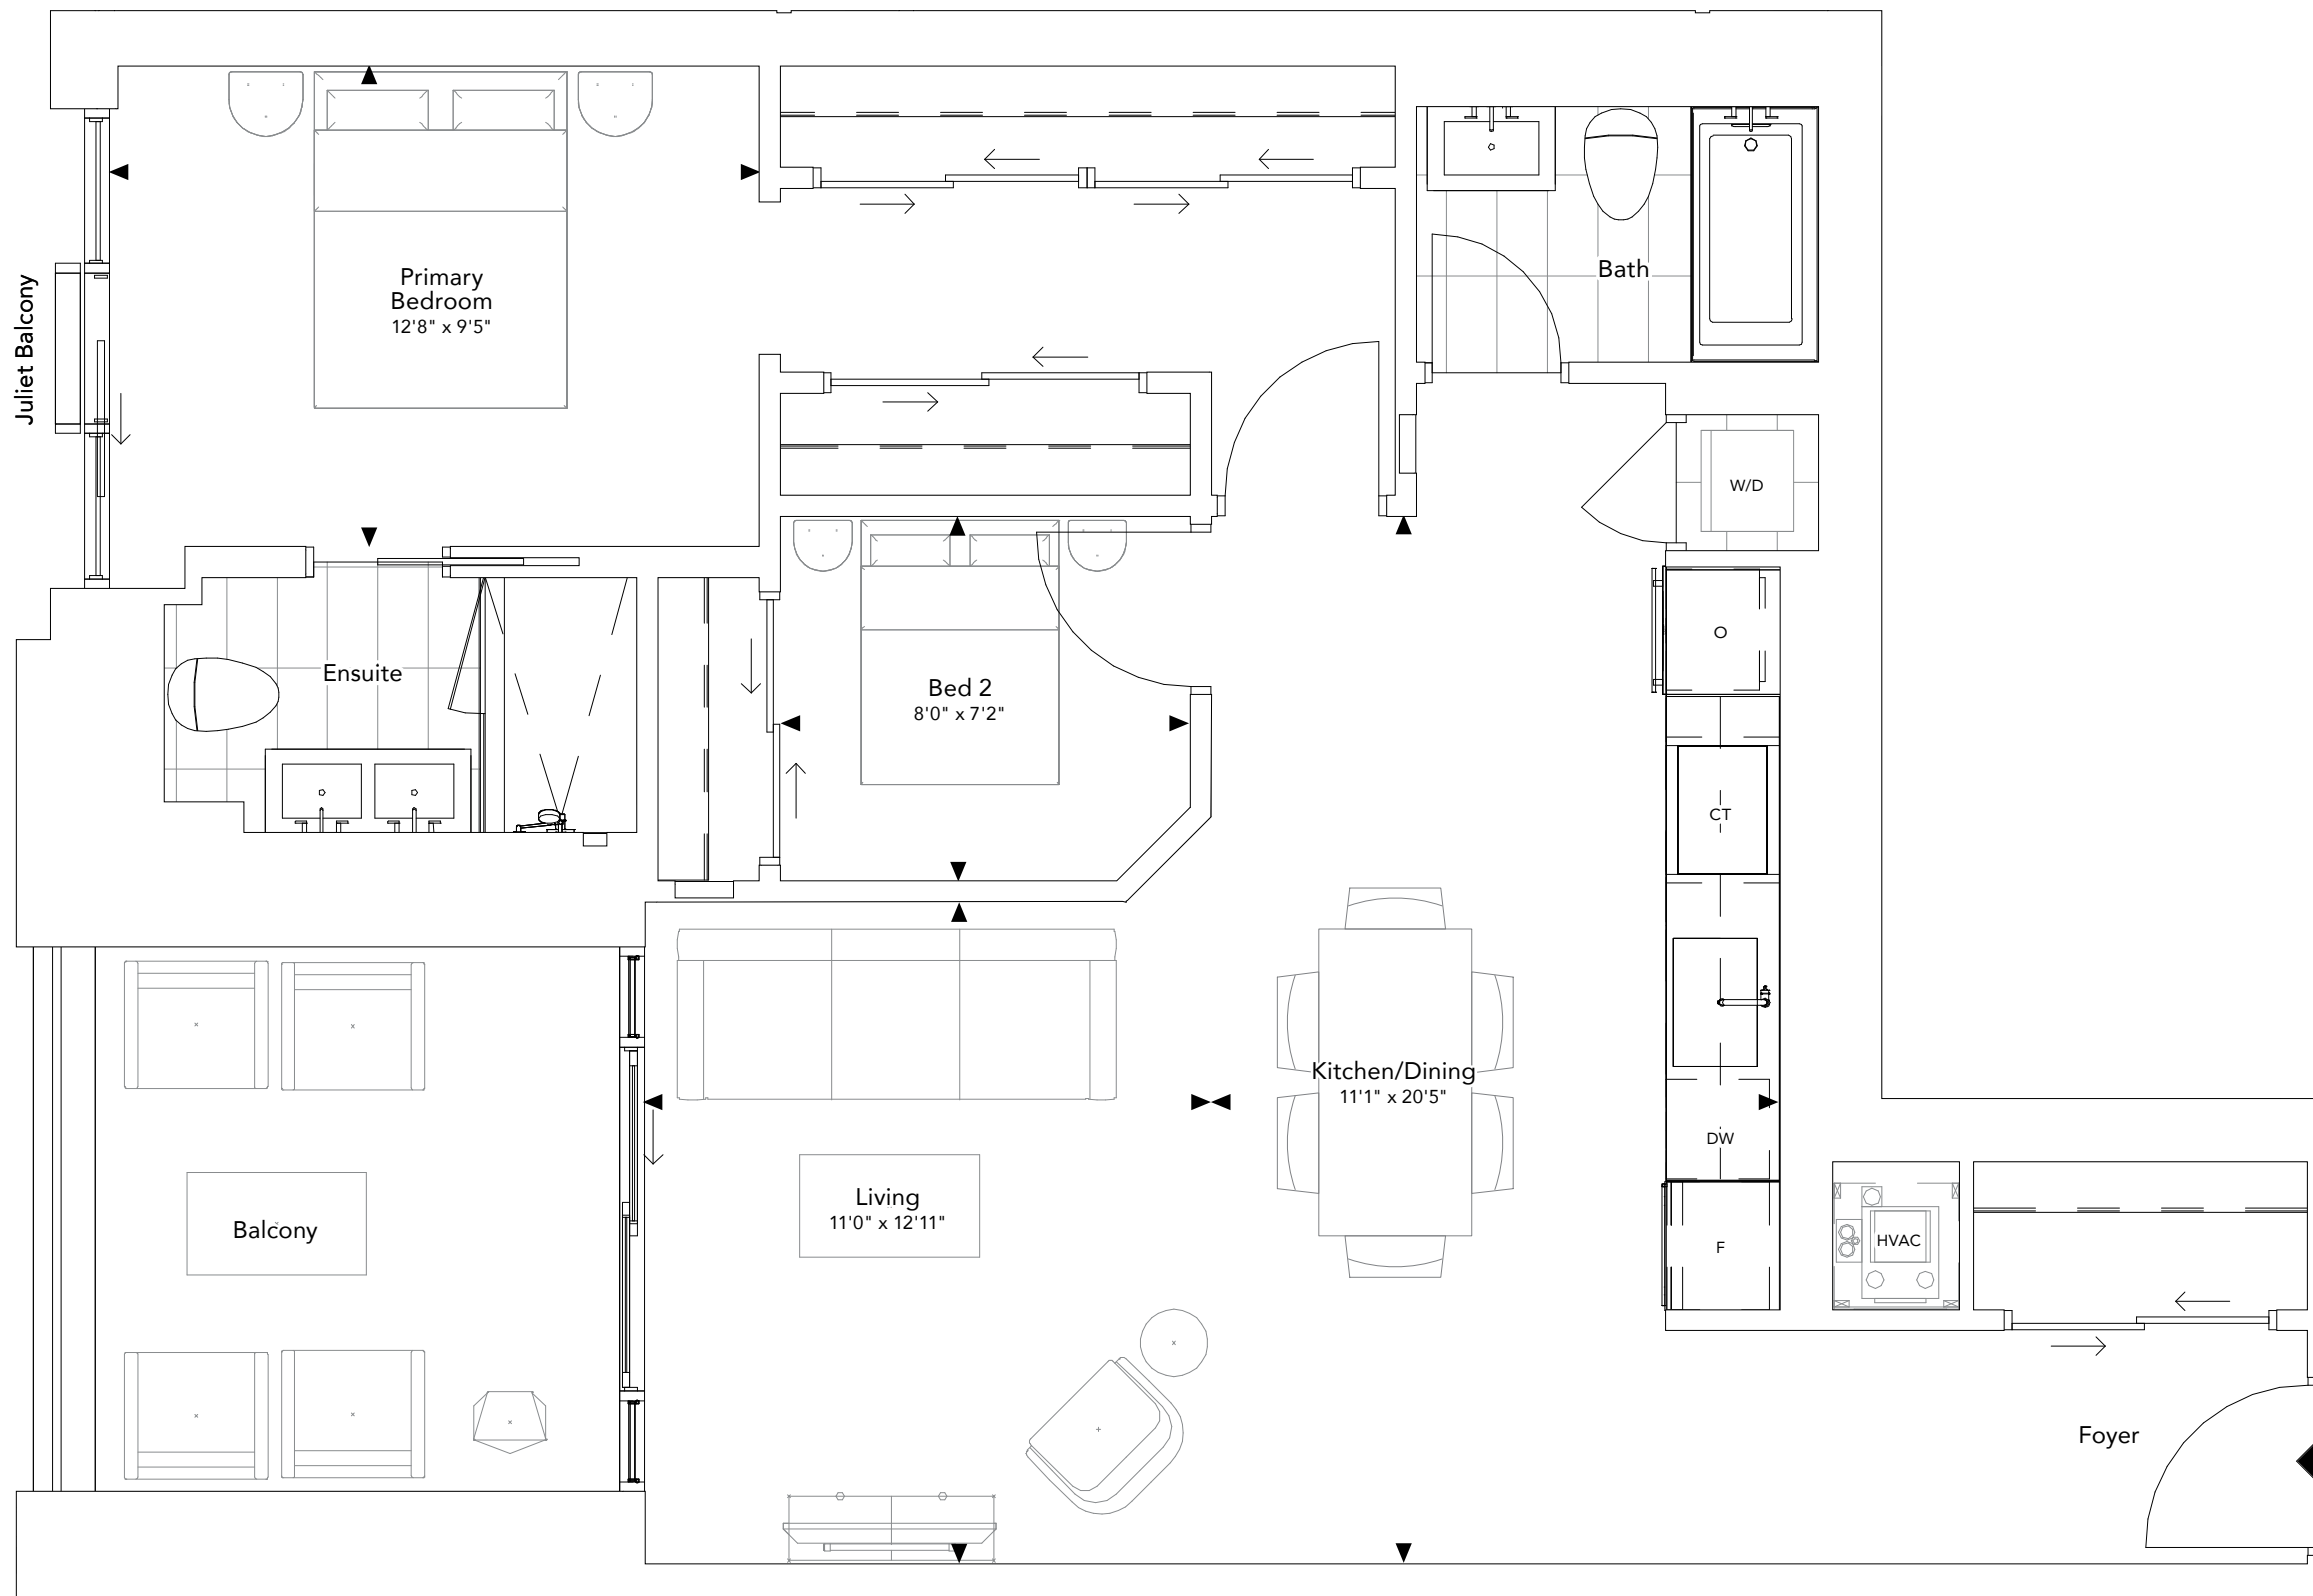 Juliet Balcony
Primary
Bedroom
12'8" x 9'5"
Bath
W/D
Ensuite
Bed 2
8'0" x 7'2"
O
CT
Kitchen/Dining
11'1" x 20'5"
DW
Living
11'0" x 12'11"
Balcony
F
HVAC
Foyer